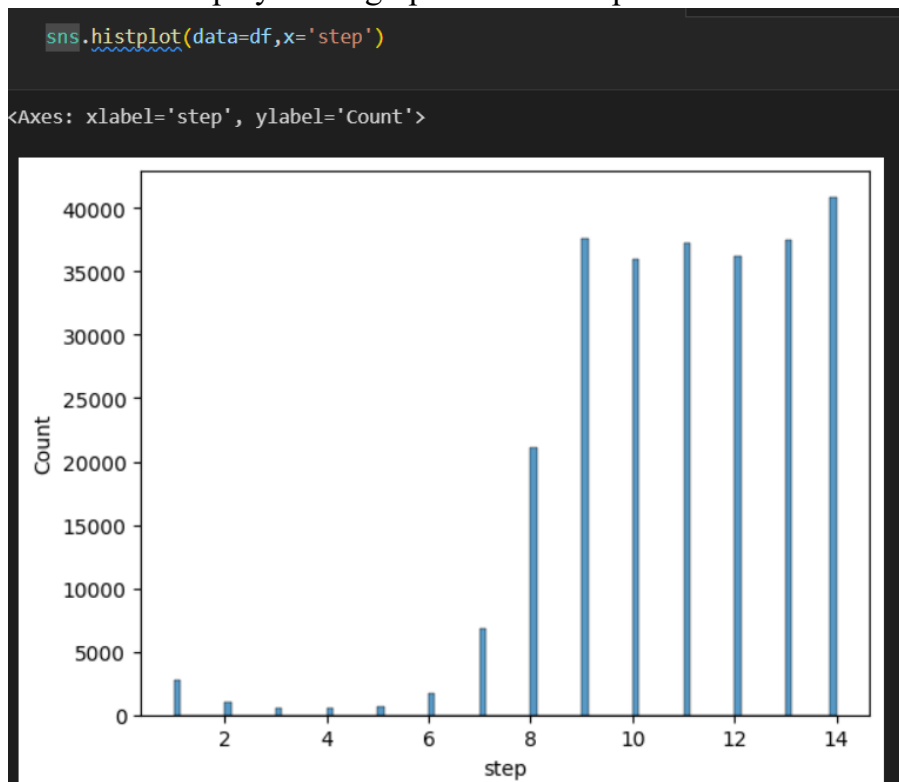 sns.histplot(data=df,x='step')
<Axes: xlabel='step', ylabel='Count'>
40000
35000
30000
25000
20000
15000
10000
5000
0
Count
2 4 6 8 10 12 14
step